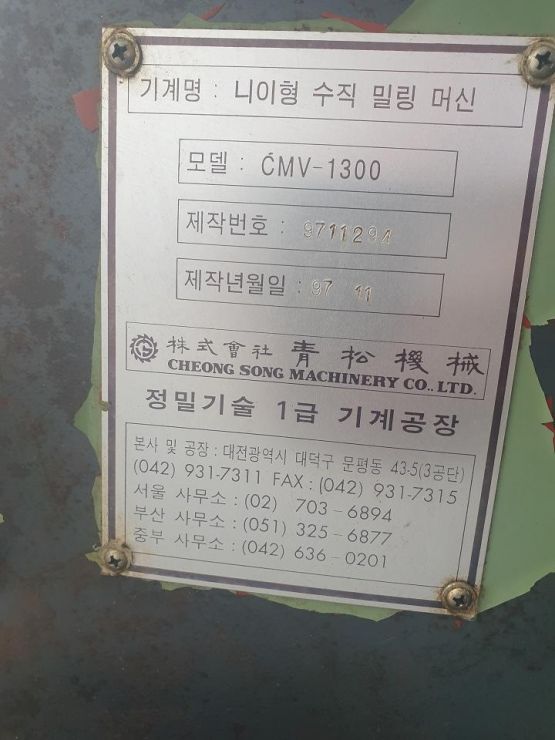 기계명 : 니이형 수직 밀링 머신
모델 : CMV-1300
제작번호 : 9711294
제작년월일 : 97 11
株式會社 靑松機械
CHEONG SONG MACHINERY CO., LTD.
정밀기술 1급 기계공장
본사 및 공장 : 대전광역시 대덕구 문평동 43-5(3공단)
(042) 931-7311 FAX : (042) 931-7315
서울 사무소 : (02) 703-6894
부산 사무소 : (051) 325-6877
중부 사무소 : (042) 636-0201